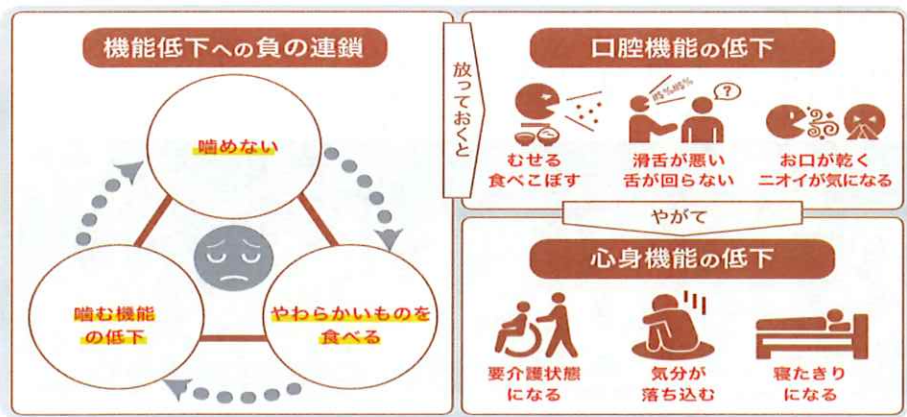 機能低下への負の連鎖
噛めない
やわらかいものを
食べる
噛む機能
の低下
放っておくと
口腔機能の低下
むせる
食べこぼす
滑舌が悪い
舌が回らない
?
お口が乾く
ニオイが気になる
やがて
心身機能の低下
要介護状態
になる
気分が
落ち込む
寝たきり
になる